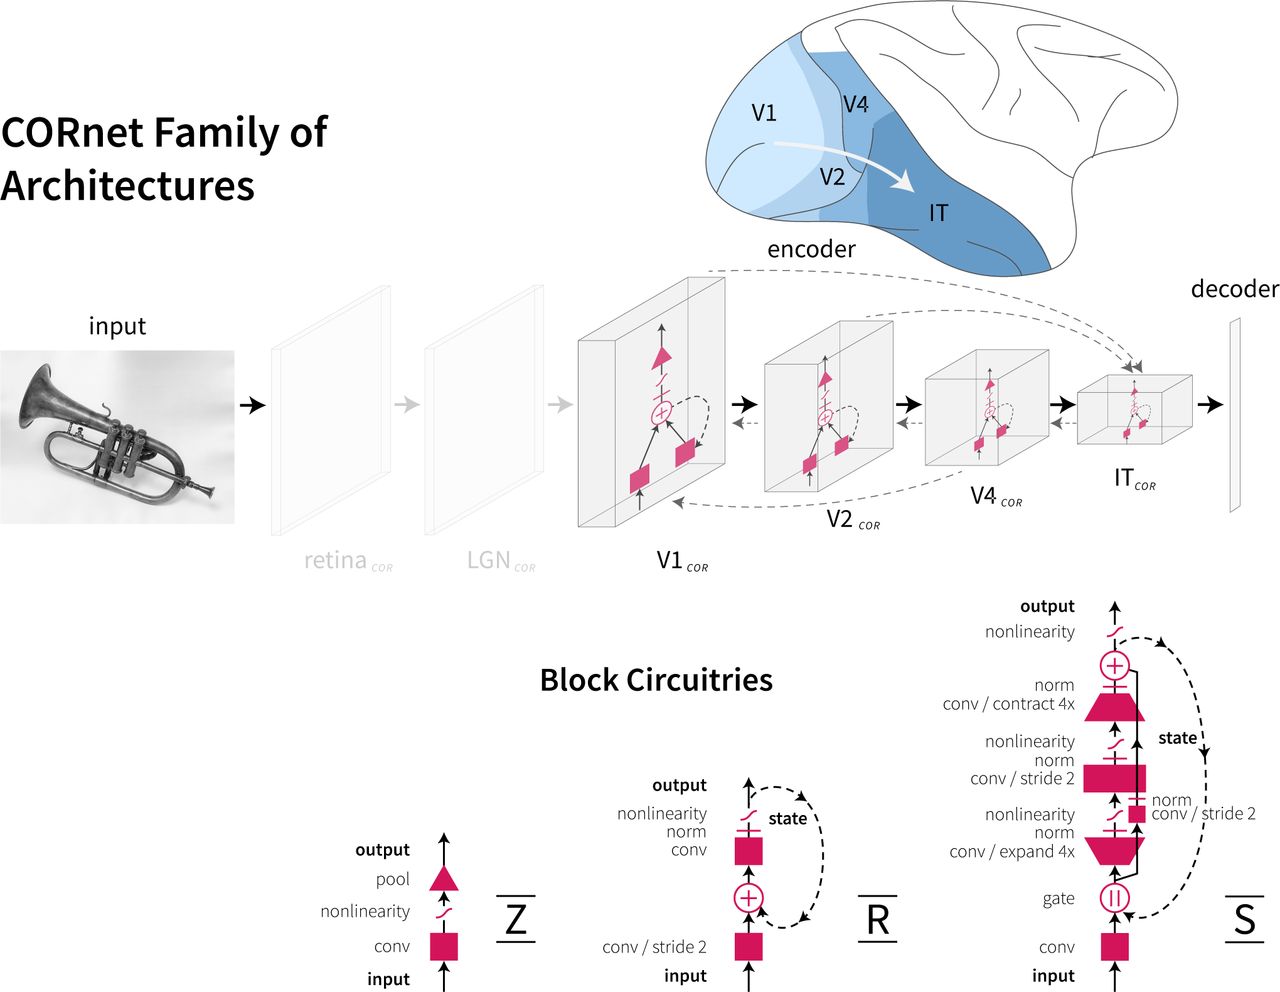 CORnet Family of
Architectures
V1
V4
V2
IT
encoder
decoder
input
retina COR
LGN COR
V1 COR
V2 COR
V4 COR
IT COR
Block Circuitries
output
pool
nonlinearity
conv
input
Z
output
nonlinearity
state
norm
conv
conv / stride 2
input
R
output
nonlinearity
norm
conv / contract 4x
nonlinearity
state
norm
conv / stride 2
norm
nonlinearity
conv / stride 2
norm
conv / expand 4x
gate
conv
input
S